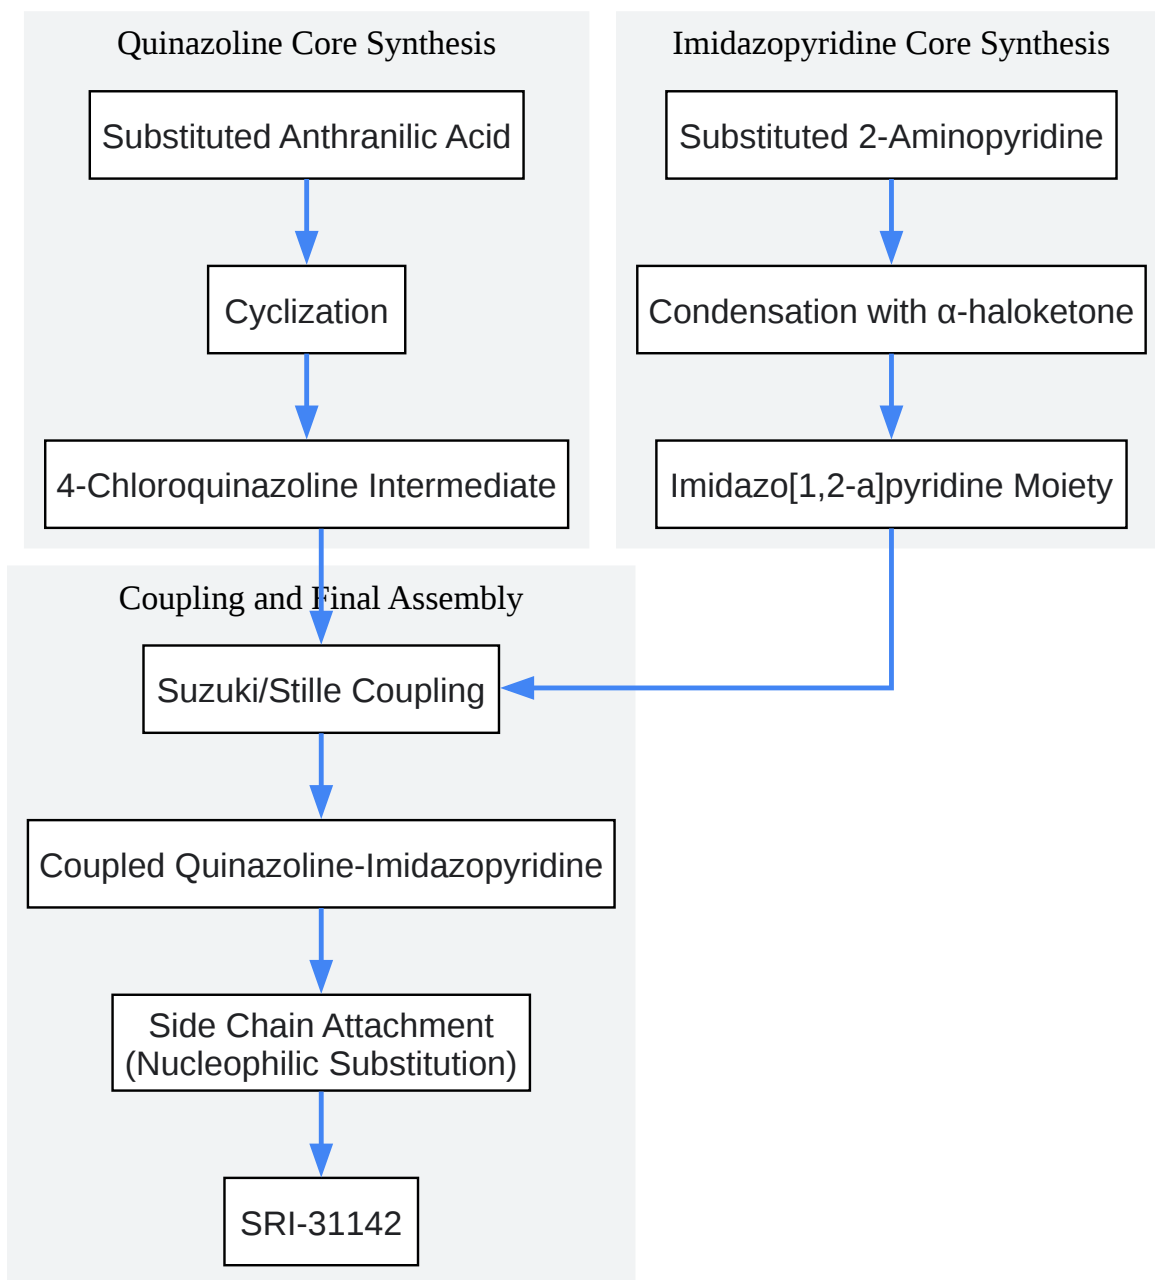 Quinazoline Core Synthesis
Substituted Anthranilic Acid
Cyclization
4-Chloroquinazoline Intermediate
Imidazopyridine Core Synthesis
Substituted 2-Aminopyridine
Condensation with α-haloketone
Imidazo[1,2-a]pyridine Moiety
Coupling and Final Assembly
Suzuki/Stille Coupling
Coupled Quinazoline-Imidazopyridine
Side Chain Attachment
(Nucleophilic Substitution)
SRI-31142